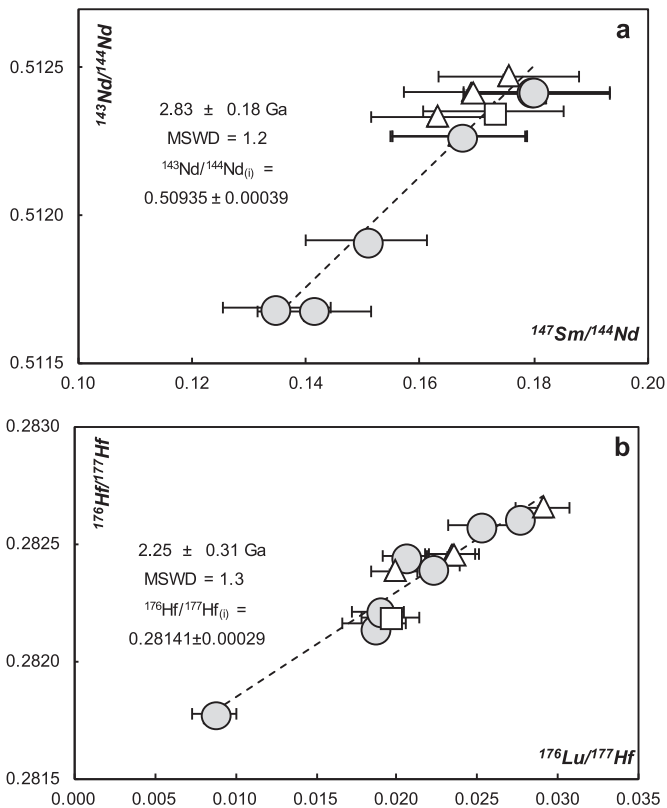 a
0.5125
0.5120
0.5115
143Nd/144Nd
2.83 ± 0.18 Ga
MSWD = 1.2
143Nd/144Nd(i) =
0.50935±0.00039
147Sm/144Nd
0.10 0.12 0.14 0.16 0.18 0.20
b
0.2830
0.2825
0.2820
0.2815
176Hf/177Hf
2.25 ± 0.31 Ga
MSWD = 1.3
176Hf/177Hf(i) =
0.28141±0.00029
176Lu/177Hf
0.000 0.005 0.010 0.015 0.020 0.025 0.030 0.035